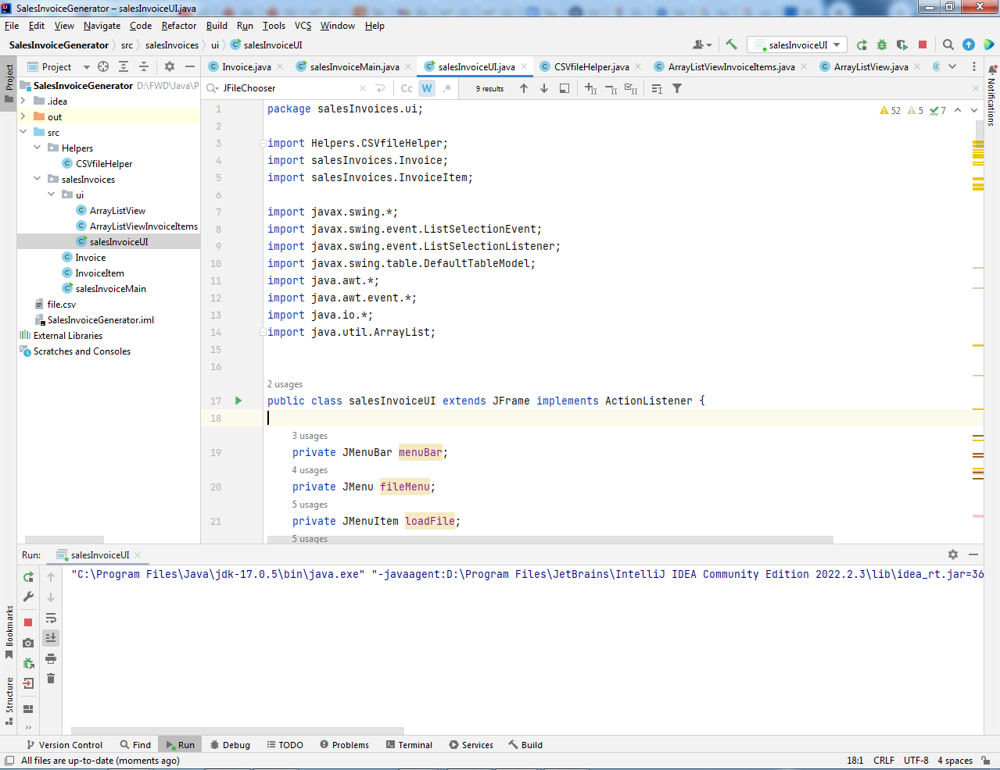 SalesInvoiceGenerator – salesInvoiceUI.java
File Edit View Navigate Code Refactor Build Run Tools VCS Window Help
SalesInvoiceGenerator src salesInvoices ui salesInvoiceUI
salesInvoiceUI
Project
Project
Invoice.java salesInvoiceMain.java salesInvoiceUI.java CSVfileHelper.java ArrayListViewInvoiceItems.java ArrayListView.java
Notifications
JFileChooser Cc W .* 9 results
SalesInvoiceGenerator D:\FWD\Java\P
.idea
out
src
Helpers
CSVfileHelper
salesInvoices
ui
ArrayListView
ArrayListViewInvoiceItems
salesInvoiceUI
Invoice
InvoiceItem
salesInvoiceMain
file.csv
SalesInvoiceGenerator.iml
External Libraries
Scratches and Consoles
52 5 7
1 package salesInvoices.ui;
2
3 import Helpers.CSVfileHelper;
4 import salesInvoices.Invoice;
5 import salesInvoices.InvoiceItem;
6
7 import javax.swing.*;
8 import javax.swing.event.ListSelectionEvent;
9 import javax.swing.event.ListSelectionListener;
10 import javax.swing.table.DefaultTableModel;
11 import java.awt.*;
12 import java.awt.event.*;
13 import java.io.*;
14 import java.util.ArrayList;
15
16
2 usages
17 public class salesInvoiceUI extends JFrame implements ActionListener {
18
3 usages
19 private JMenuBar menuBar;
4 usages
20 private JMenu fileMenu;
5 usages
21 private JMenuItem loadFile;
5 usages
Run: salesInvoiceUI
"C:\Program Files\Java\jdk-17.0.5\bin\java.exe" "-javaagent:D:\Program Files\JetBrains\IntelliJ IDEA Community Edition 2022.2.3\lib\idea_rt.jar=36
Bookmarks
Structure
Version Control Find Run Debug TODO Problems Terminal Services Build
All files are up-to-date (moments ago) 18:1 CRLF UTF-8 4 spaces